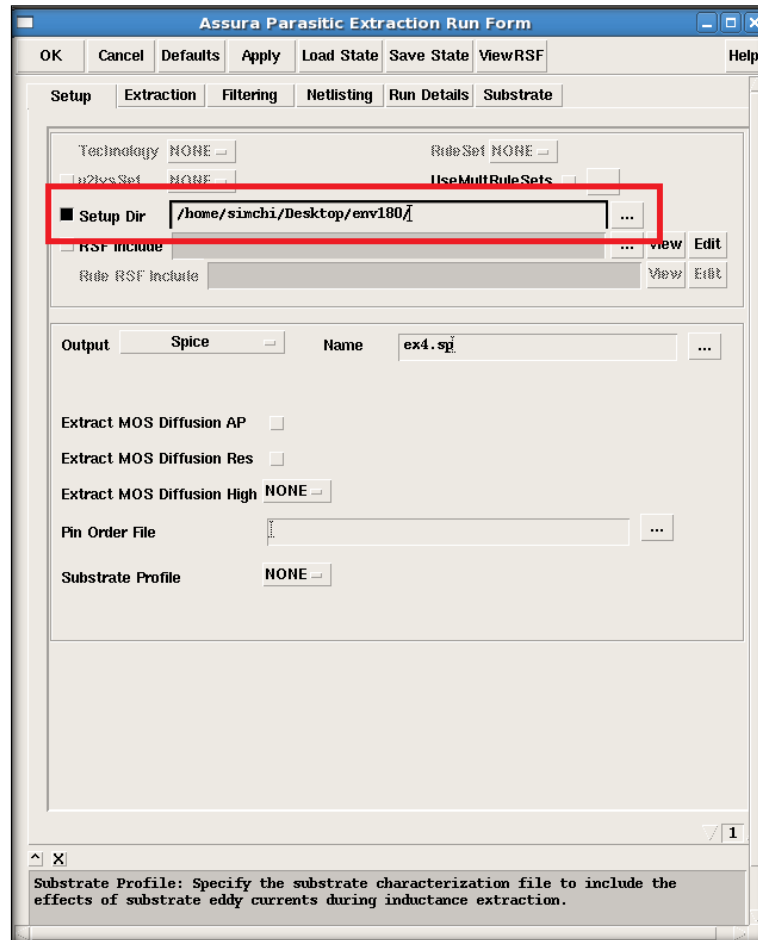 Assura Parasitic Extraction Run Form
OK Cancel Defaults Apply Load State Save State ViewRSF Help
Setup Extraction Filtering Netlisting Run Details Substrate
Technology NONE RuleSet NONE
p2lvsSet NONE UseMultRuleSets
Setup Dir /home/simchi/Desktop/env180/ ...
RSF Include ... View Edit
Rule RSF Include View Edit
Output Spice Name ex4.sp ...
Extract MOS Diffusion AP
Extract MOS Diffusion Res
Extract MOS Diffusion High NONE
Pin Order File ...
Substrate Profile NONE
1
Substrate Profile: Specify the substrate characterization file to include the
effects of substrate eddy currents during inductance extraction.